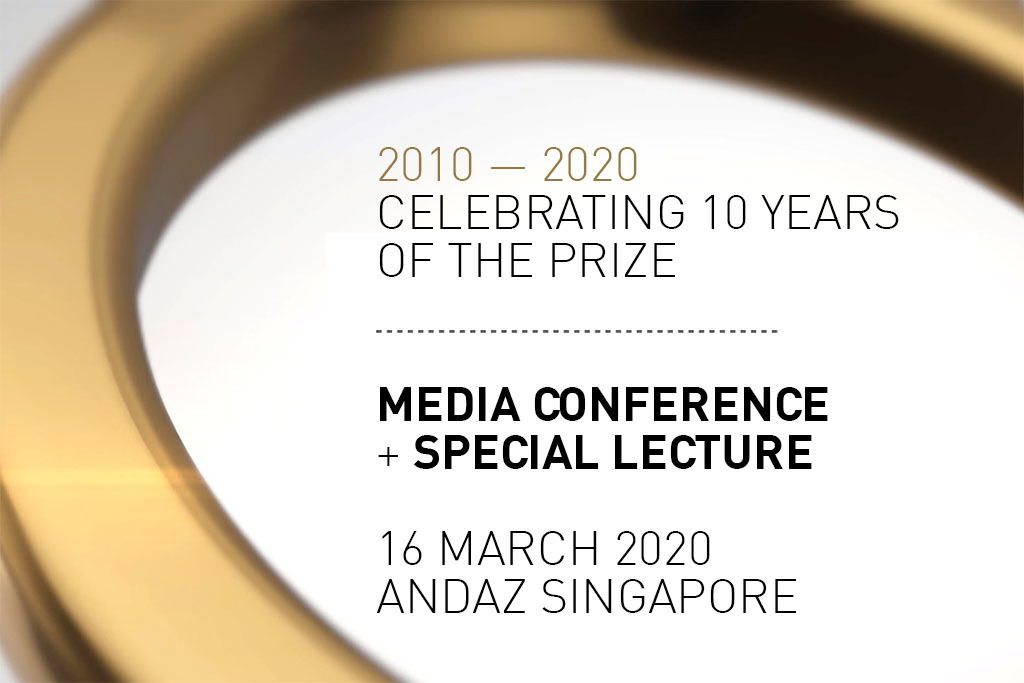 2010 — 2020
CELEBRATING 10 YEARS
OF THE PRIZE
MEDIA CONFERENCE
+ SPECIAL LECTURE
16 MARCH 2020
ANDAZ SINGAPORE